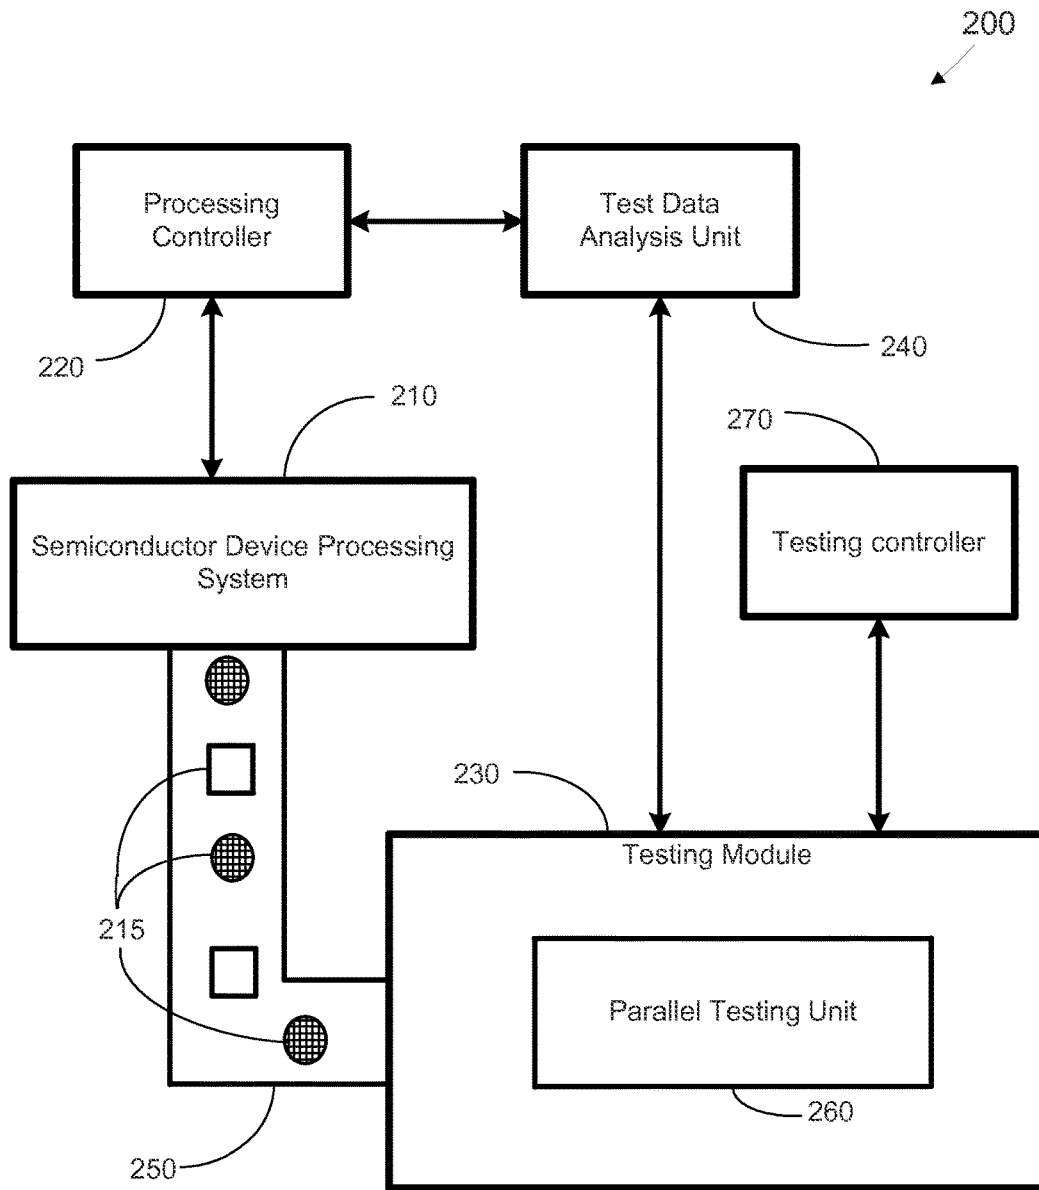 200
Processing
Controller
Test Data
Analysis Unit
220
240
210
270
Semiconductor Device Processing
System
Testing controller
230
Testing Module
215
Parallel Testing Unit
260
250